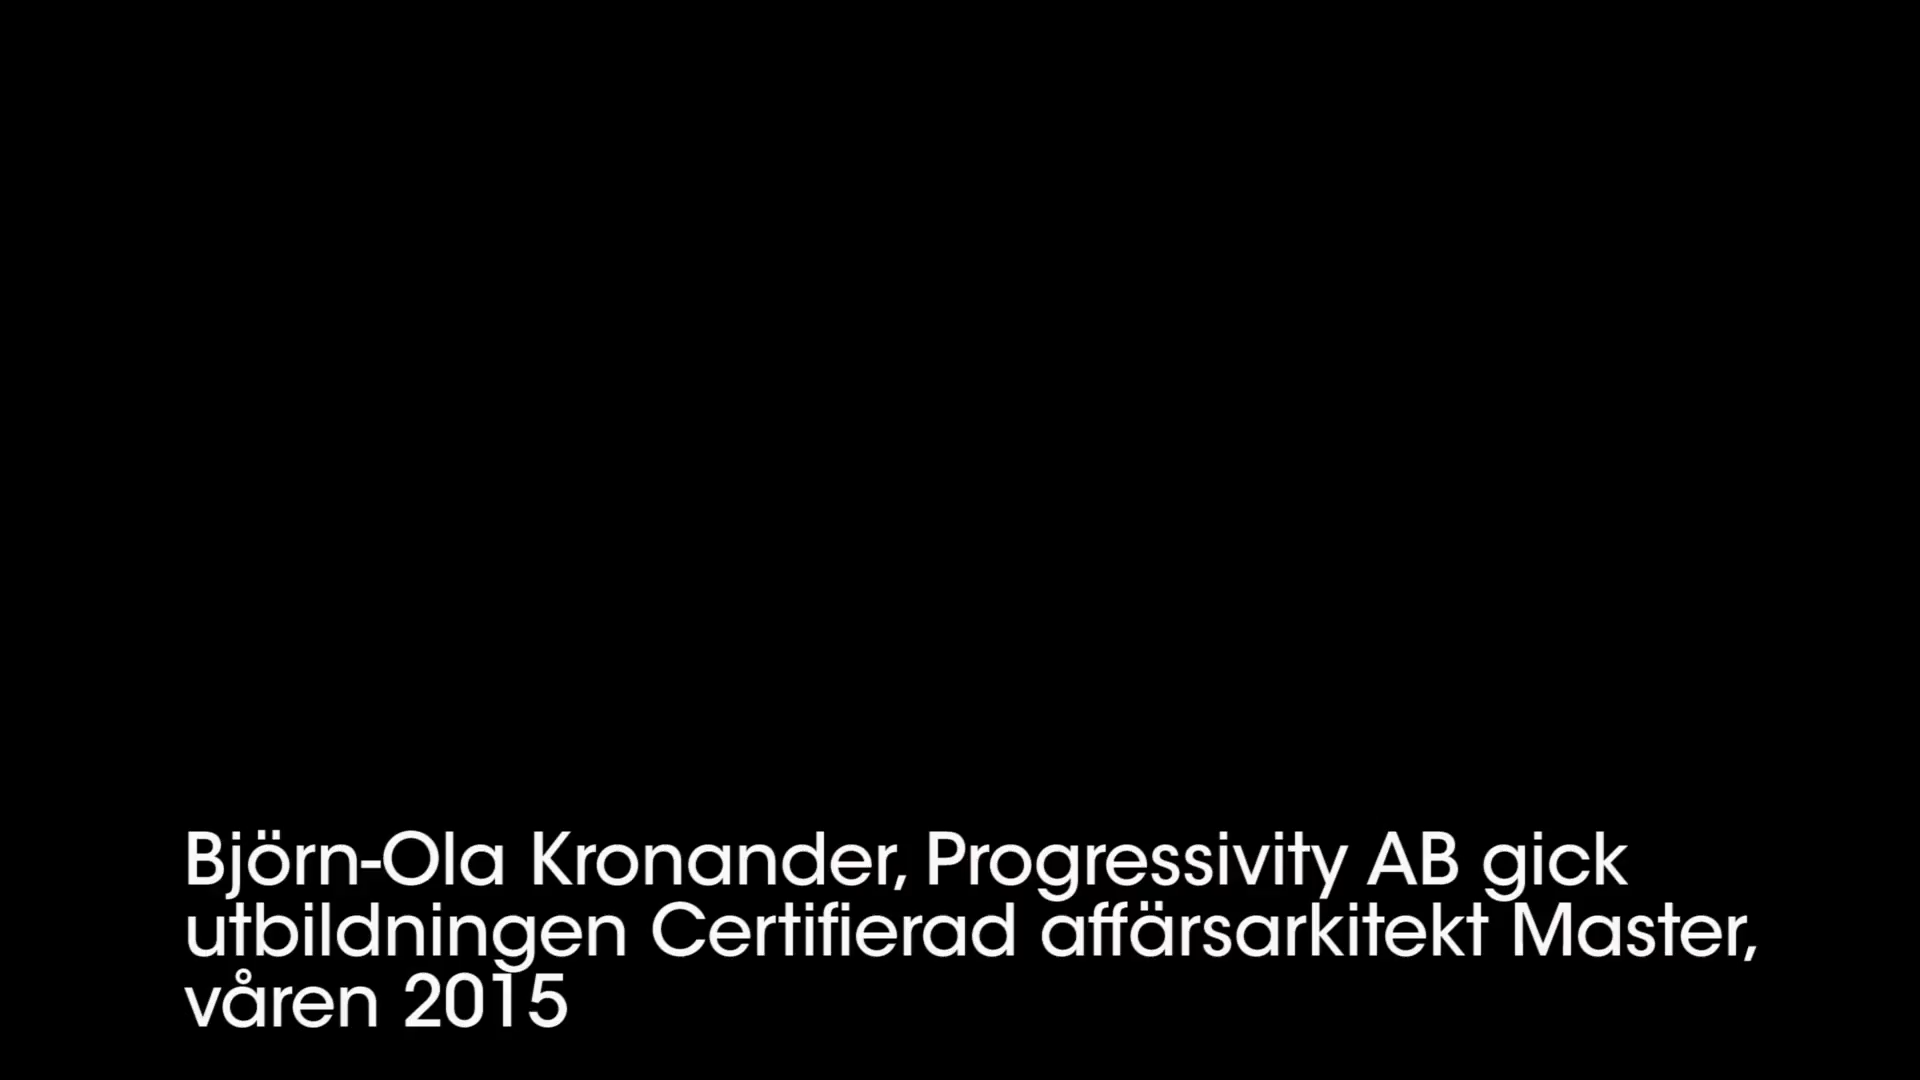 Björn-Ola Kronander, Progressivity AB gick
utbildningen Certifierad affärsarkitekt Master,
våren 2015